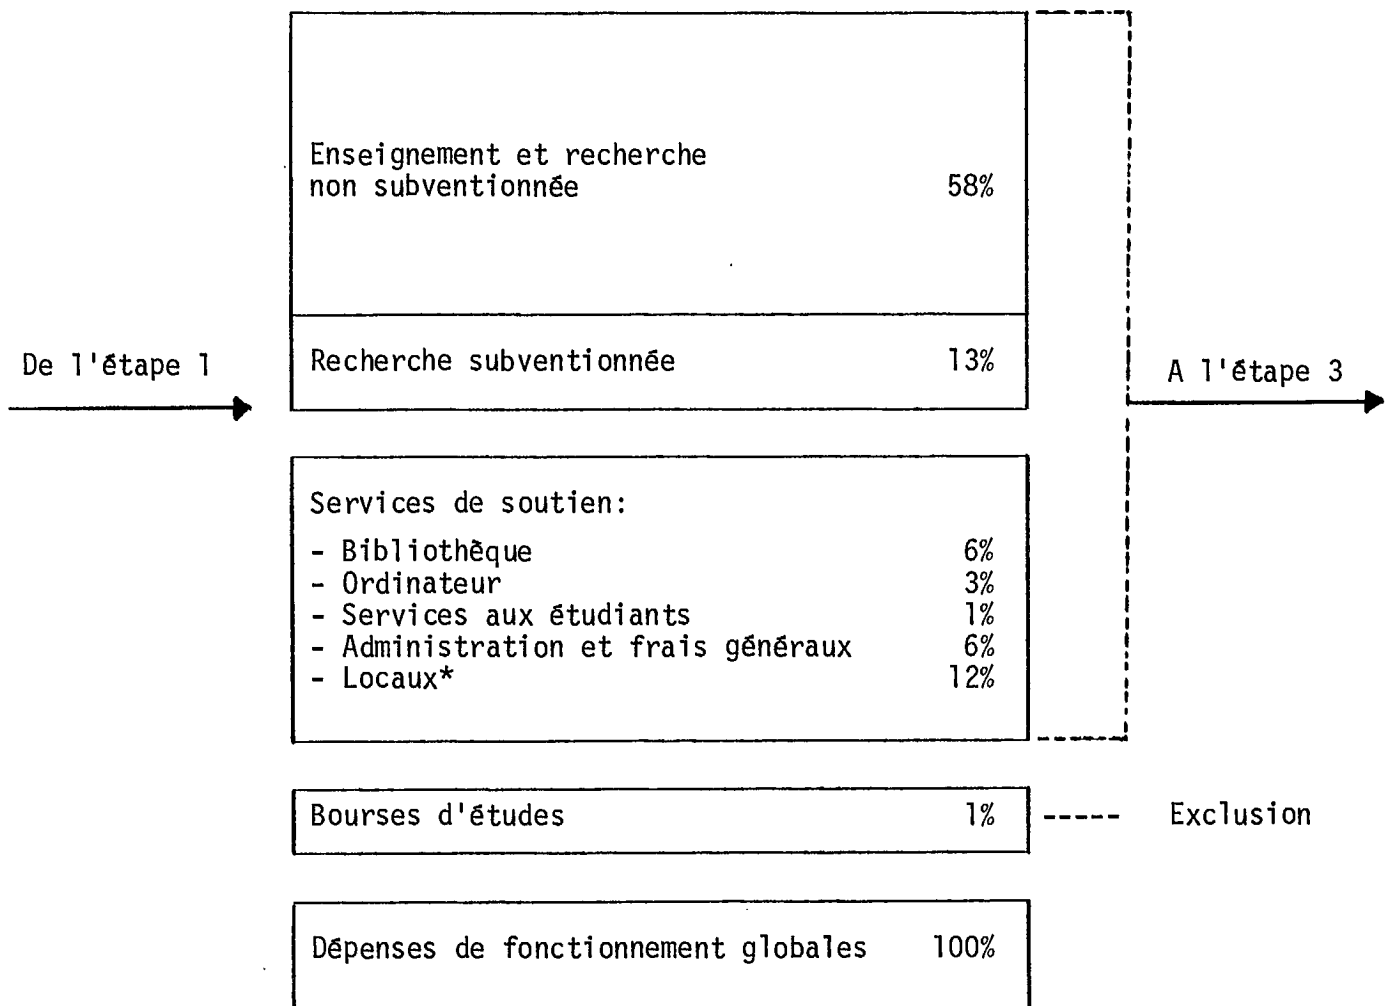 Enseignement et recherche
non subventionnée 58%
De l'étape 1
Recherche subventionnée 13%
A l'étape 3
Services de soutien:
- Bibliothèque 6%
- Ordinateur 3%
- Services aux étudiants 1%
- Administration et frais généraux 6%
- Locaux* 12%
Bourses d'études 1%
Exclusion
Dépenses de fonctionnement globales 100%